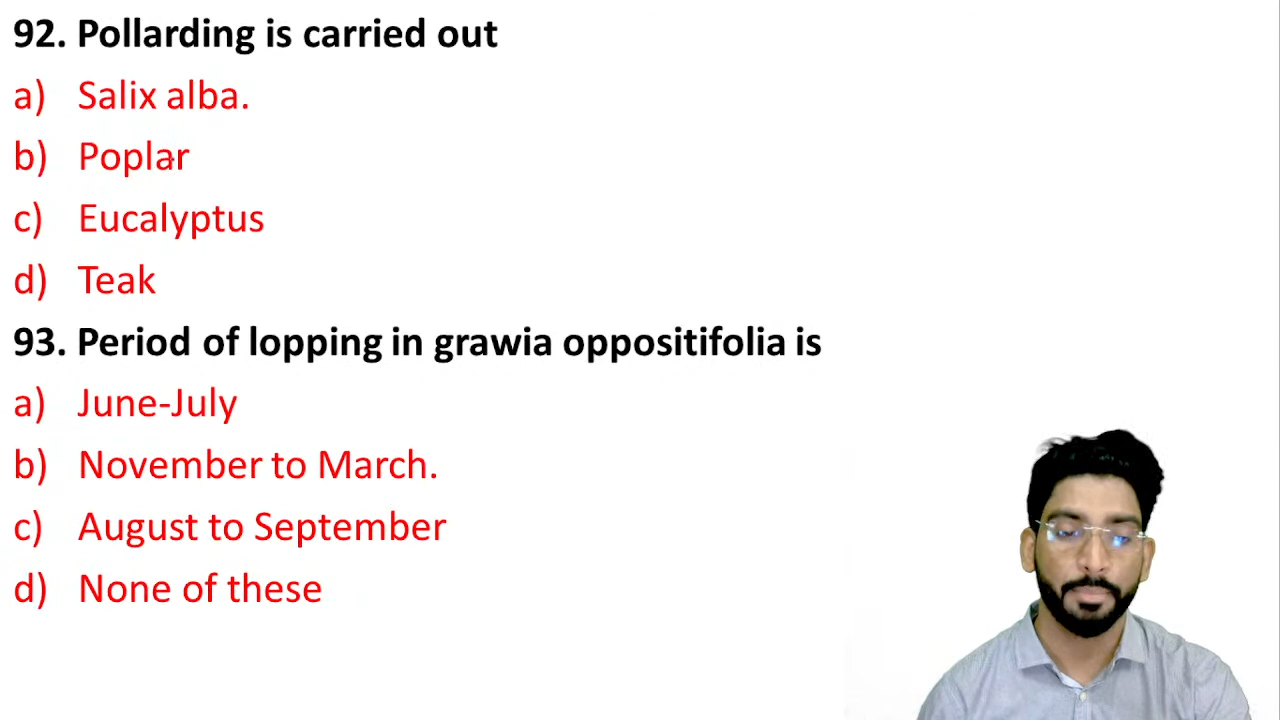 92. Pollarding is carried out
a) Salix alba.
b) Poplar
c) Eucalyptus
d) Teak
93. Period of lopping in grawia oppositifolia is
a) June-July
b) November to March.
c) August to September
d) None of these